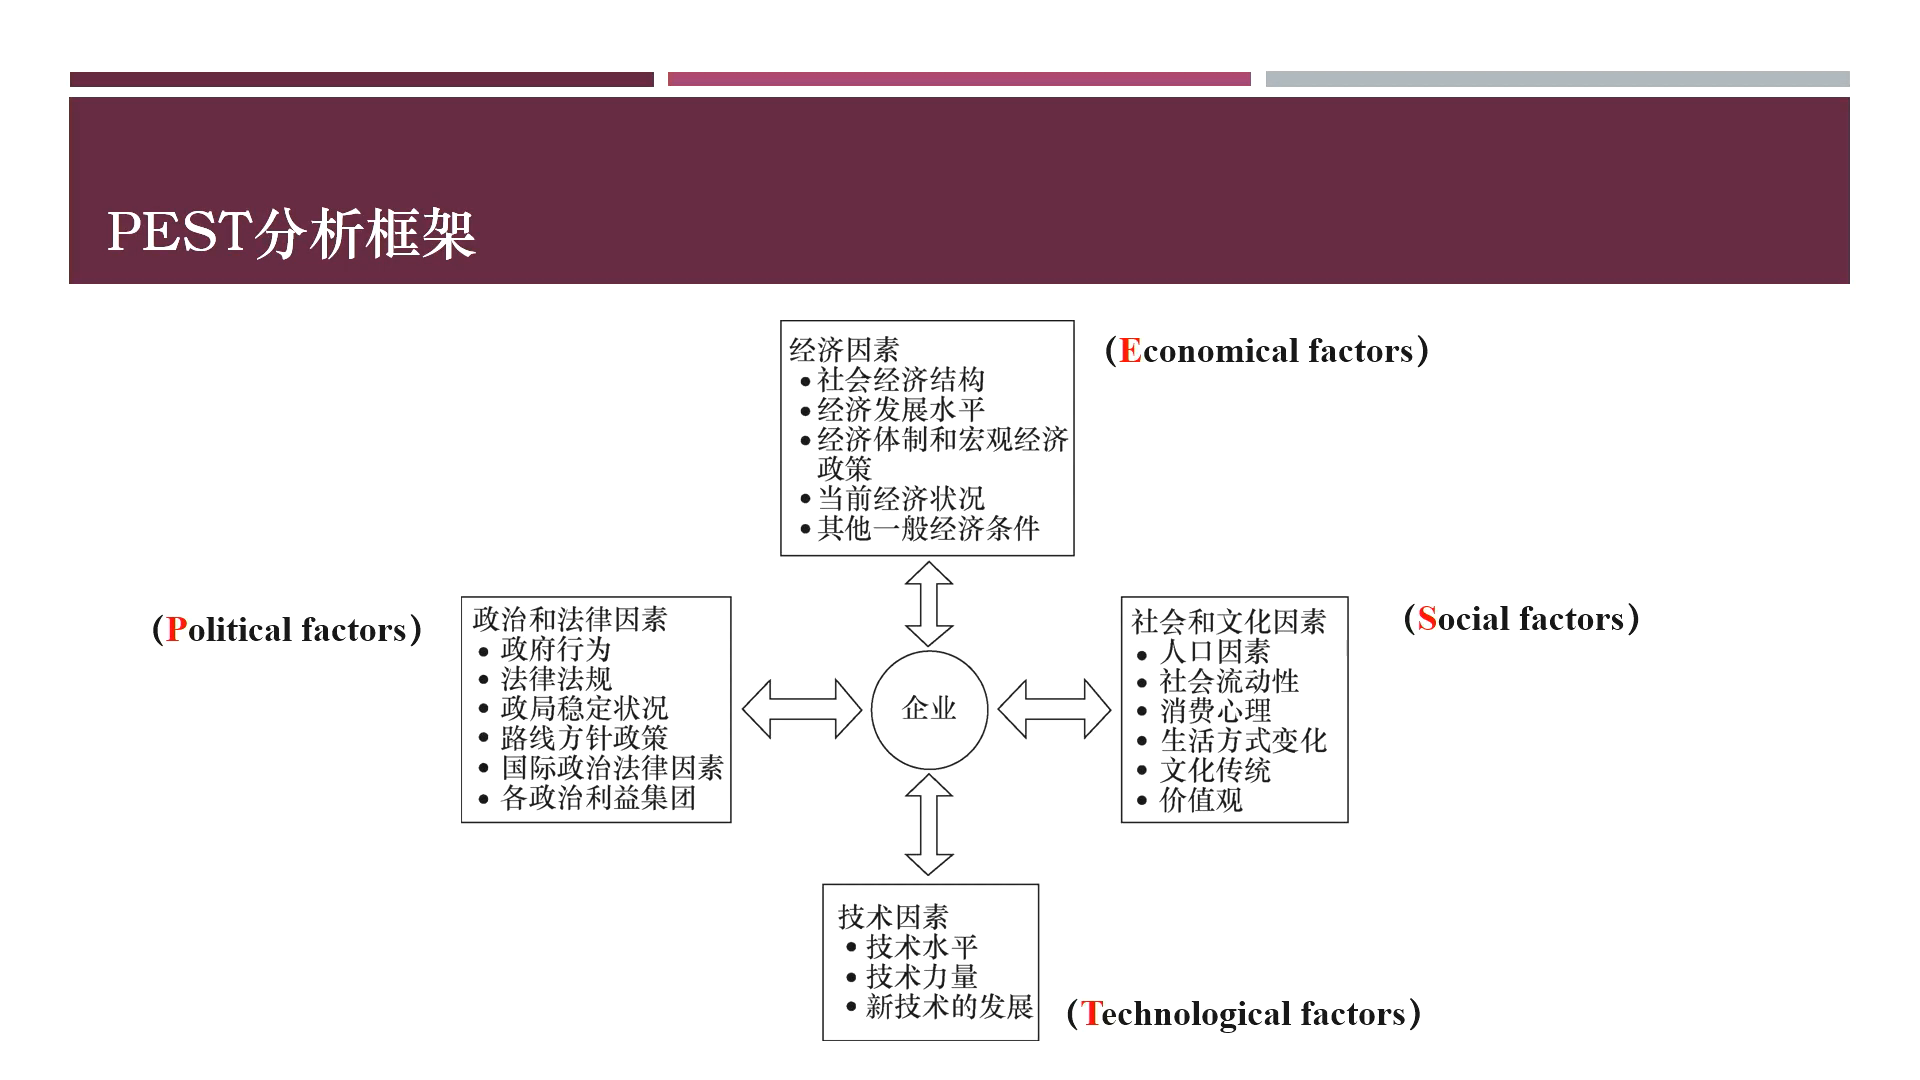 PEST分析框架
经济因素
•社会经济结构
•经济发展水平
•经济体制和宏观经济
政策
•当前经济状况
•其他一般经济条件
（Economical factors）
（Political factors）
政治和法律因素
• 政府行为
• 法律法规
• 政局稳定状况
• 路线方针政策
• 国际政治法律因素
• 各政治利益集团
企业
社会和文化因素
• 人口因素
• 社会流动性
• 消费心理
• 生活方式变化
• 文化传统
• 价值观
（Social factors）
技术因素
•技术水平
•技术力量
•新技术的发展
（Technological factors）